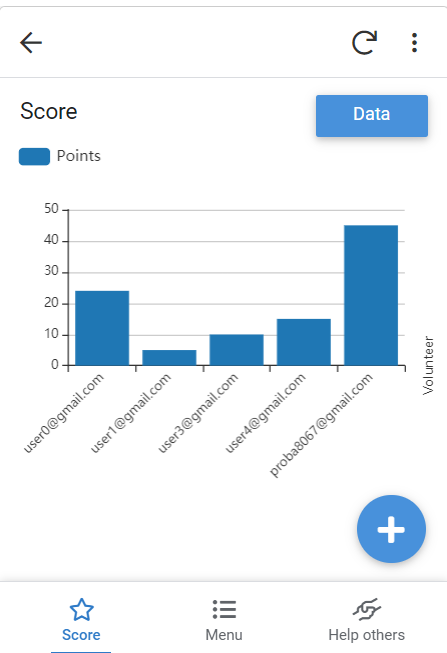 Score
Data
Points
50
40
30
20
10
0
user0@gmail.com
user1@gmail.com
user3@gmail.com
user4@gmail.com
proba8067@gmail.com
Volunteer
Score
Menu
Help others